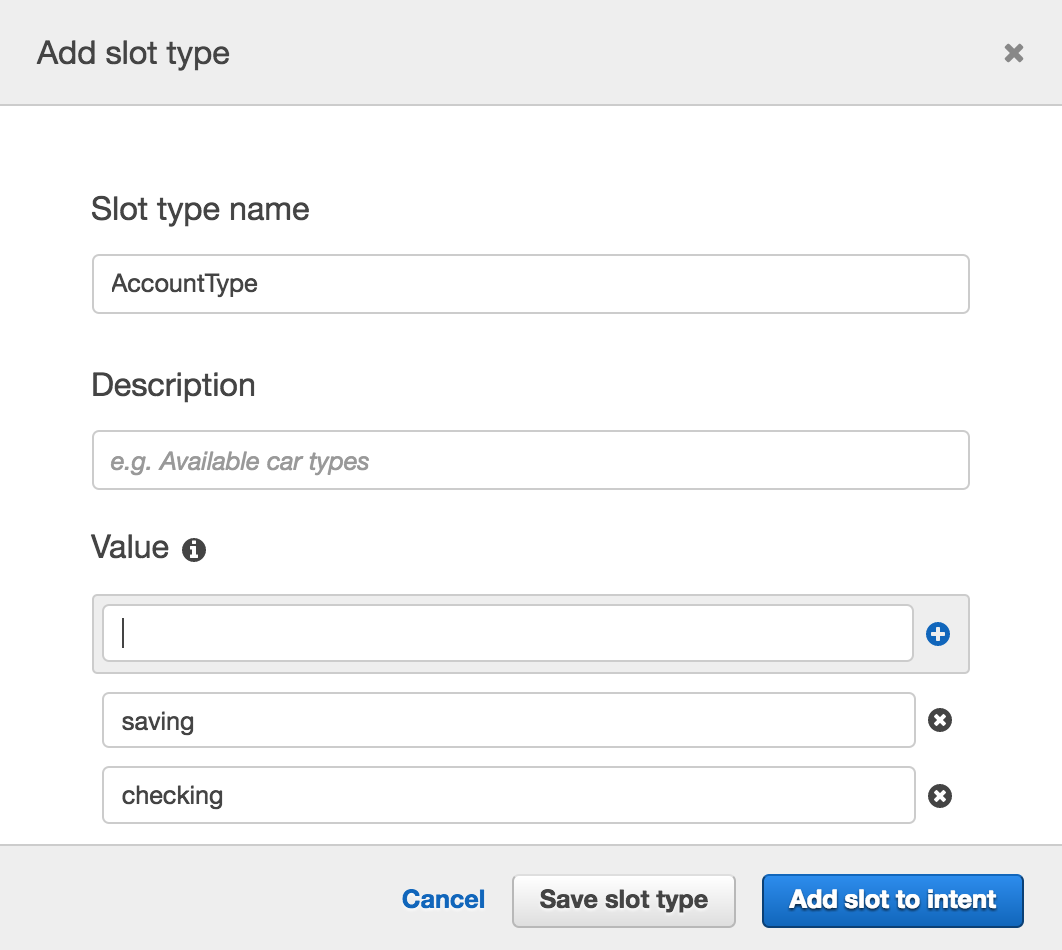 Add slot type
Slot type name
AccountType
Description
e.g. Available car types
Value
saving
checking
Cancel
Save slot type
Add slot to intent